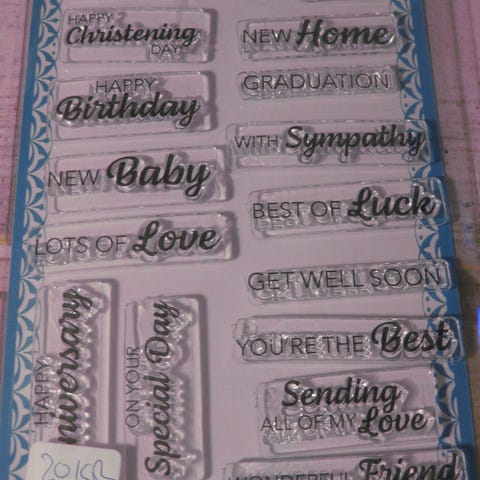 HAPPY
Christening
DAY
HAPPY
Birthday
NEW Baby
LOTS OF Love
HAPPY
Anniversary
ON YOUR
Special Day
NEW Home
GRADUATION
WITH Sympathy
BEST OF Luck
GET WELL SOON
YOU'RE THE Best
Sending
ALL OF MY Love
WONDERFUL Friend